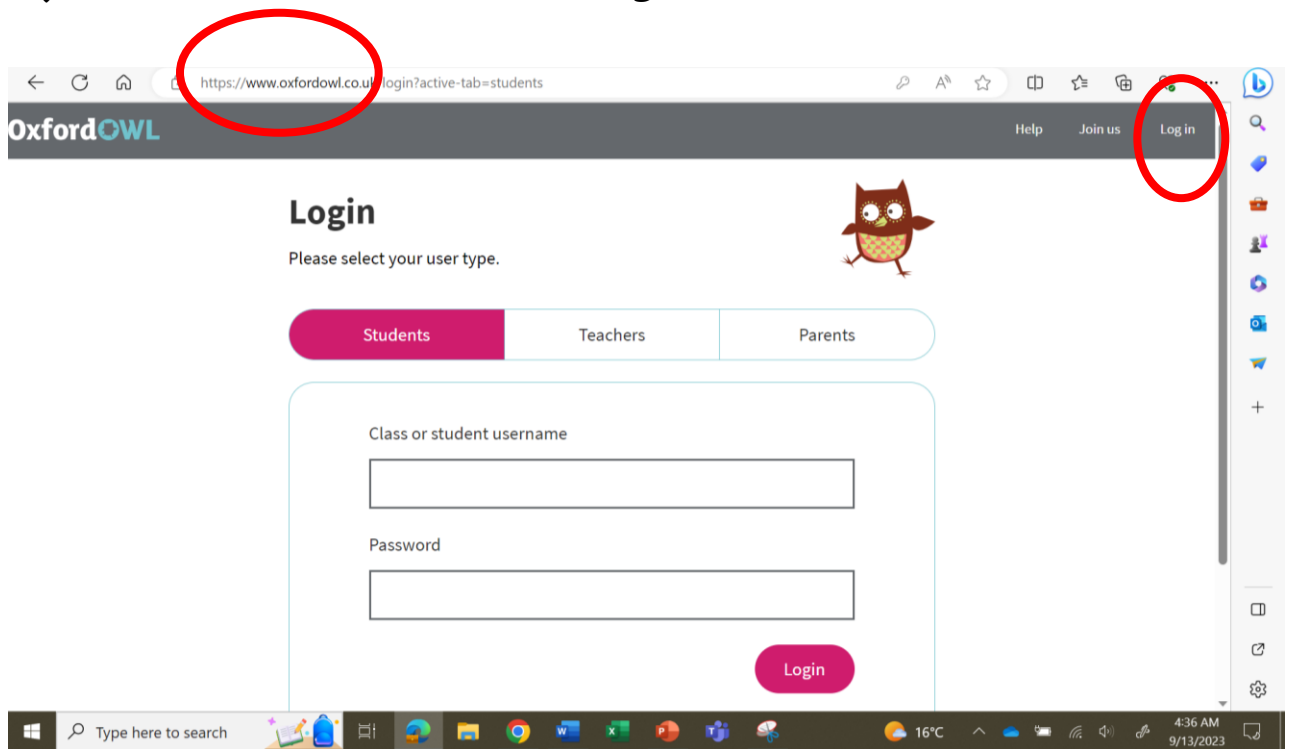 https://www.oxfordowl.co.uk/login?active-tab=students
OxfordOWL
Help Join us Log in
Login
Please select your user type.
Students Teachers Parents
Class or student username
Password
Login
Type here to search
16°C
4:36 AM
9/13/2023